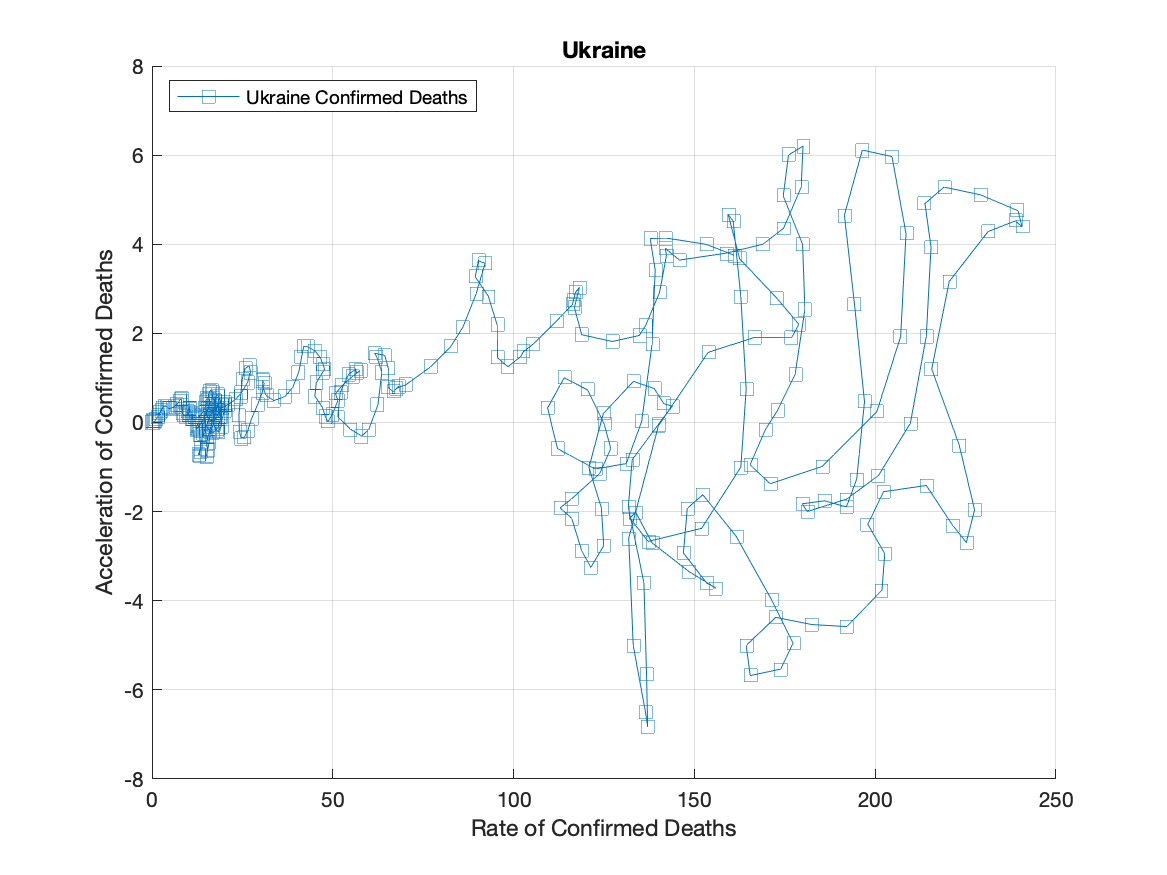 Ukraine
Ukraine Confirmed Deaths
8
6
4
2
0
-2
-4
-6
-8
Acceleration of Confirmed Deaths
0 50 100 150 200 250
Rate of Confirmed Deaths